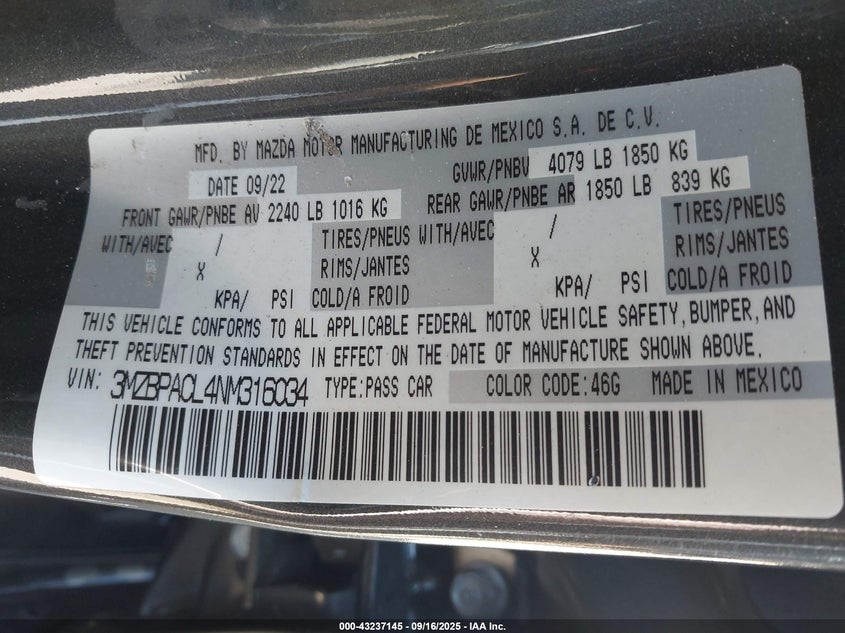 MFD. BY MAZDA MOTOR MANUFACTURING DE MEXICO S.A. DE C.V.
DATE 09/22 GVWR/PNBV 4079 LB 1850 KG
FRONT GAWR/PNBE AV 2240 LB 1016 KG REAR GAWR/PNBE AR 1850 LB 839 KG
WITH/AVEC / TIRES/PNEUS WITH/AVEC / TIRES/PNEUS
X RIMS/JANTES X RIMS/JANTES
KPA/ PSI COLD/A FROID KPA/ PSI COLD/A FROID
THIS VEHICLE CONFORMS TO ALL APPLICABLE FEDERAL MOTOR VEHICLE SAFETY, BUMPER, AND
THEFT PREVENTION STANDARDS IN EFFECT ON THE DATE OF MANUFACTURE SHOWN ABOVE.
VIN: 3MZBPACL4NM316034 TYPE:PASS CAR COLOR CODE:46G MADE IN MEXICO
000-43237145 - 09/16/2025 - IAA Inc.